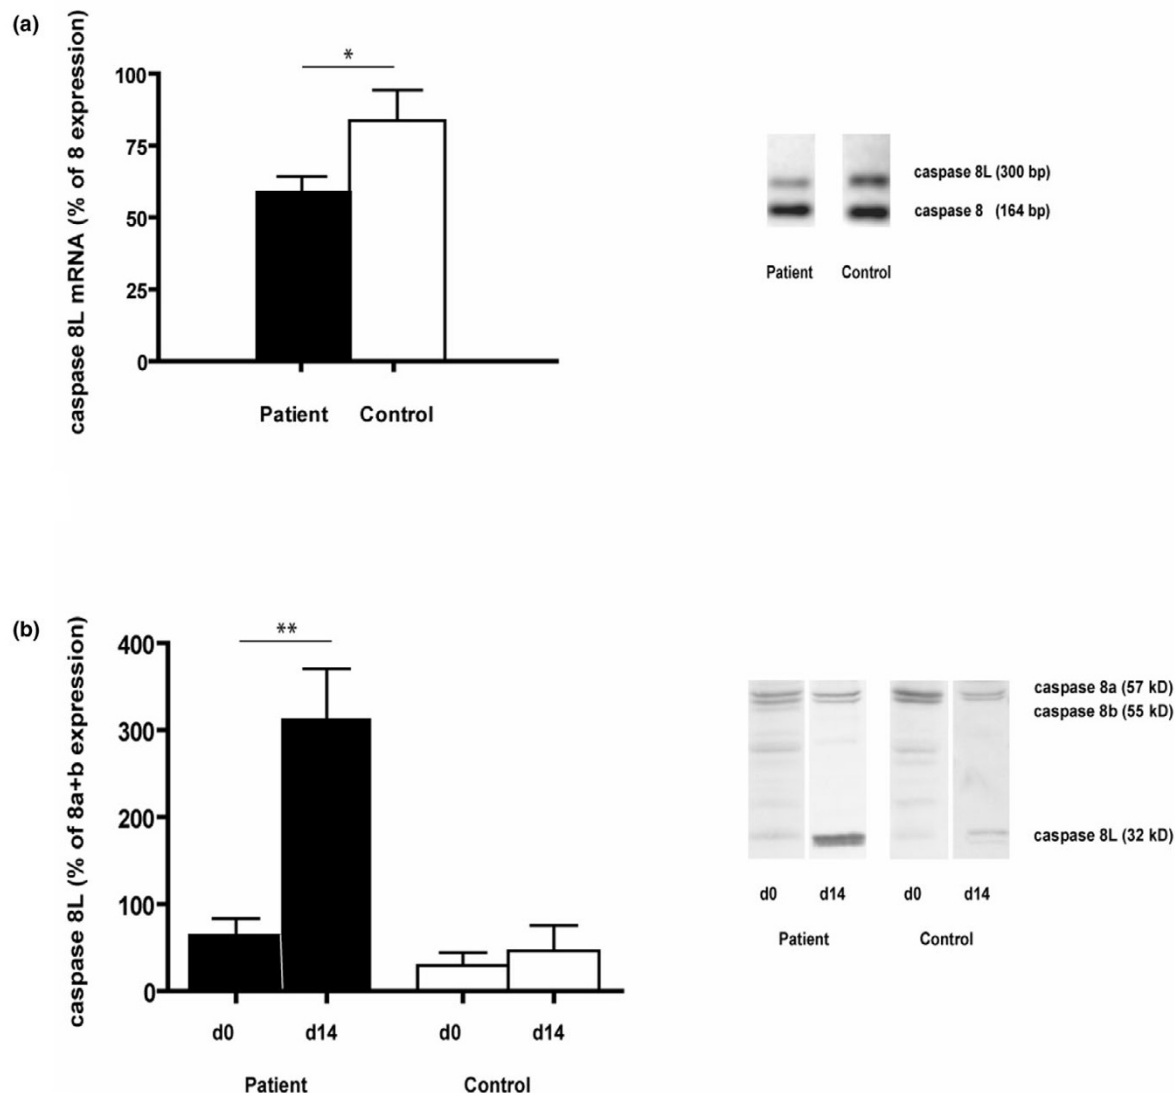 (a)
caspase 8L mRNA (% of 8 expression)
100
75
50
25
0
*
Patient Control
caspase 8L (300 bp)
caspase 8 (164 bp)
Patient Control
(b)
caspase 8L (% of 8a+b expression)
400
300
200
100
0
**
d0 d14 d0 d14
Patient Control
caspase 8a (57 kD)
caspase 8b (55 kD)
caspase 8L (32 kD)
d0 d14 d0 d14
Patient Control